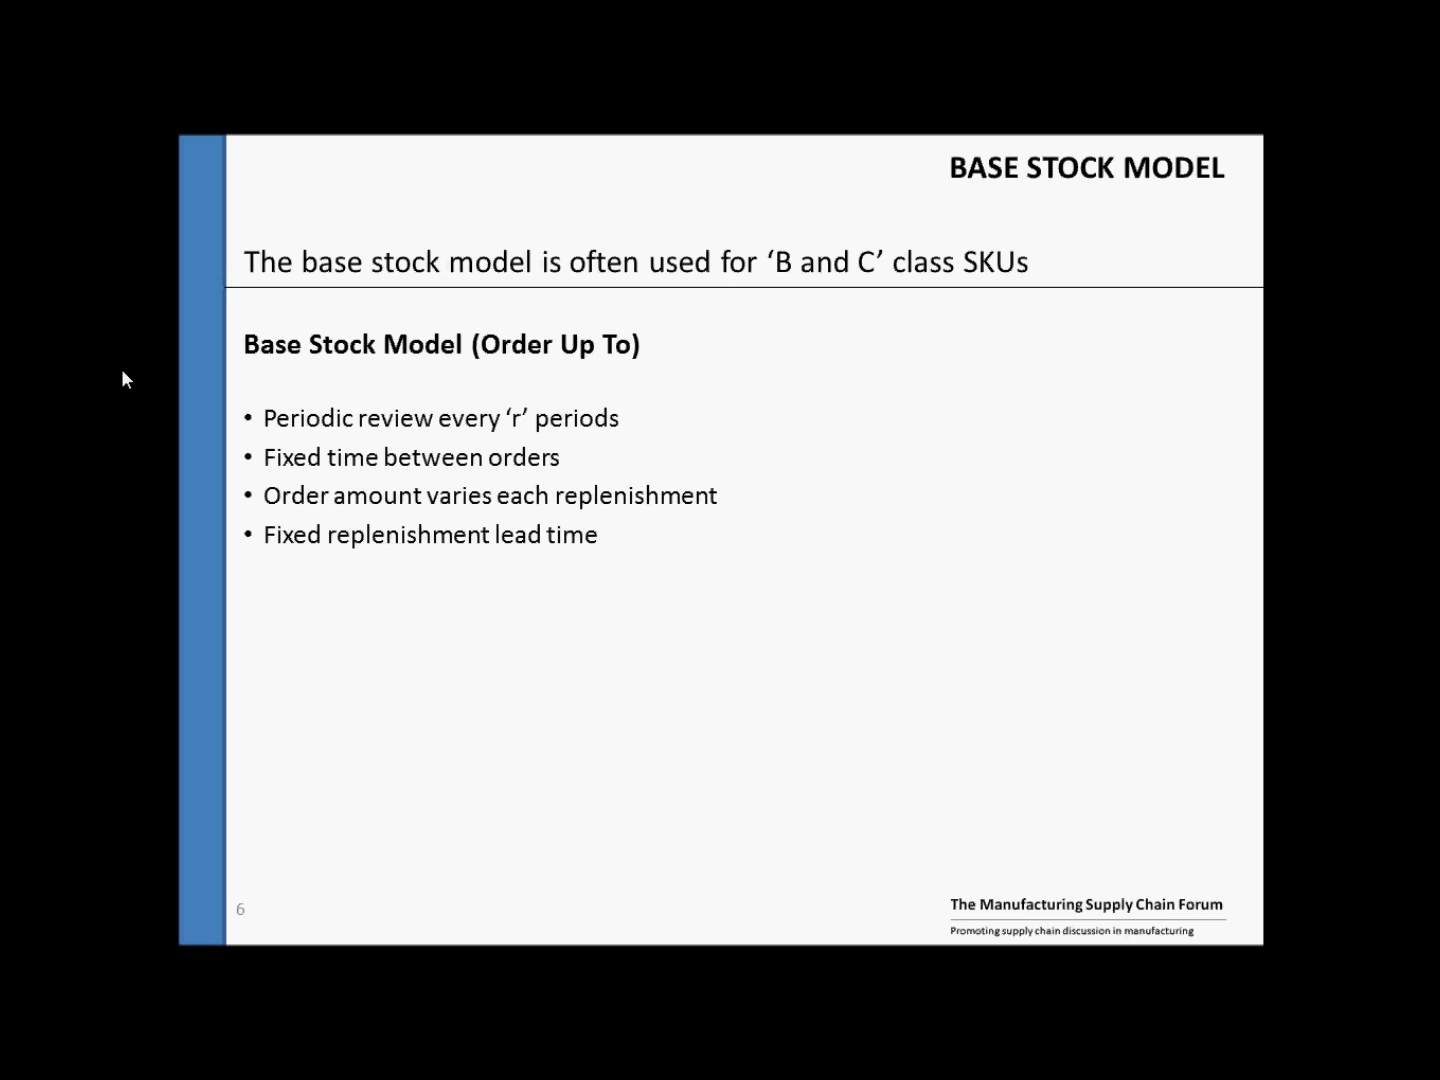 BASE STOCK MODEL
The base stock model is often used for ‘B and C’ class SKUs
Base Stock Model (Order Up To)
• Periodic review every ‘r’ periods
• Fixed time between orders
• Order amount varies each replenishment
• Fixed replenishment lead time
6
The Manufacturing Supply Chain Forum
Promoting supply chain discussion in manufacturing